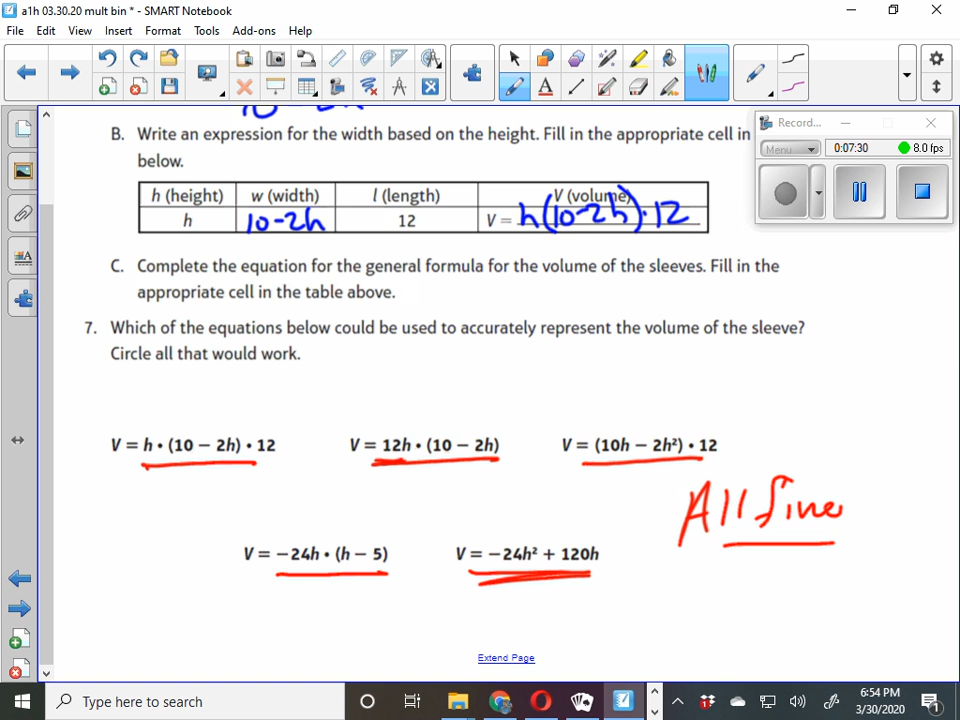 a1h 03.30.20 mult bin * - SMART Notebook
File Edit View Insert Format Tools Add-ons Help
Record...
Menu 0:07:30 8.0 fps
B. Write an expression for the width based on the height. Fill in the appropriate cell in
below.
h (height) w (width) l (length) V (volume)
h 10-2h 12 V = h(10-2h)·12
C. Complete the equation for the general formula for the volume of the sleeves. Fill in the
appropriate cell in the table above.
7. Which of the equations below could be used to accurately represent the volume of the sleeve?
Circle all that would work.
V = h • (10 − 2h) • 12 V = 12h • (10 − 2h) V = (10h − 2h²) • 12
All fine
V = −24h • (h − 5) V = −24h² + 120h
Extend Page
Type here to search
6:54 PM
3/30/2020
1